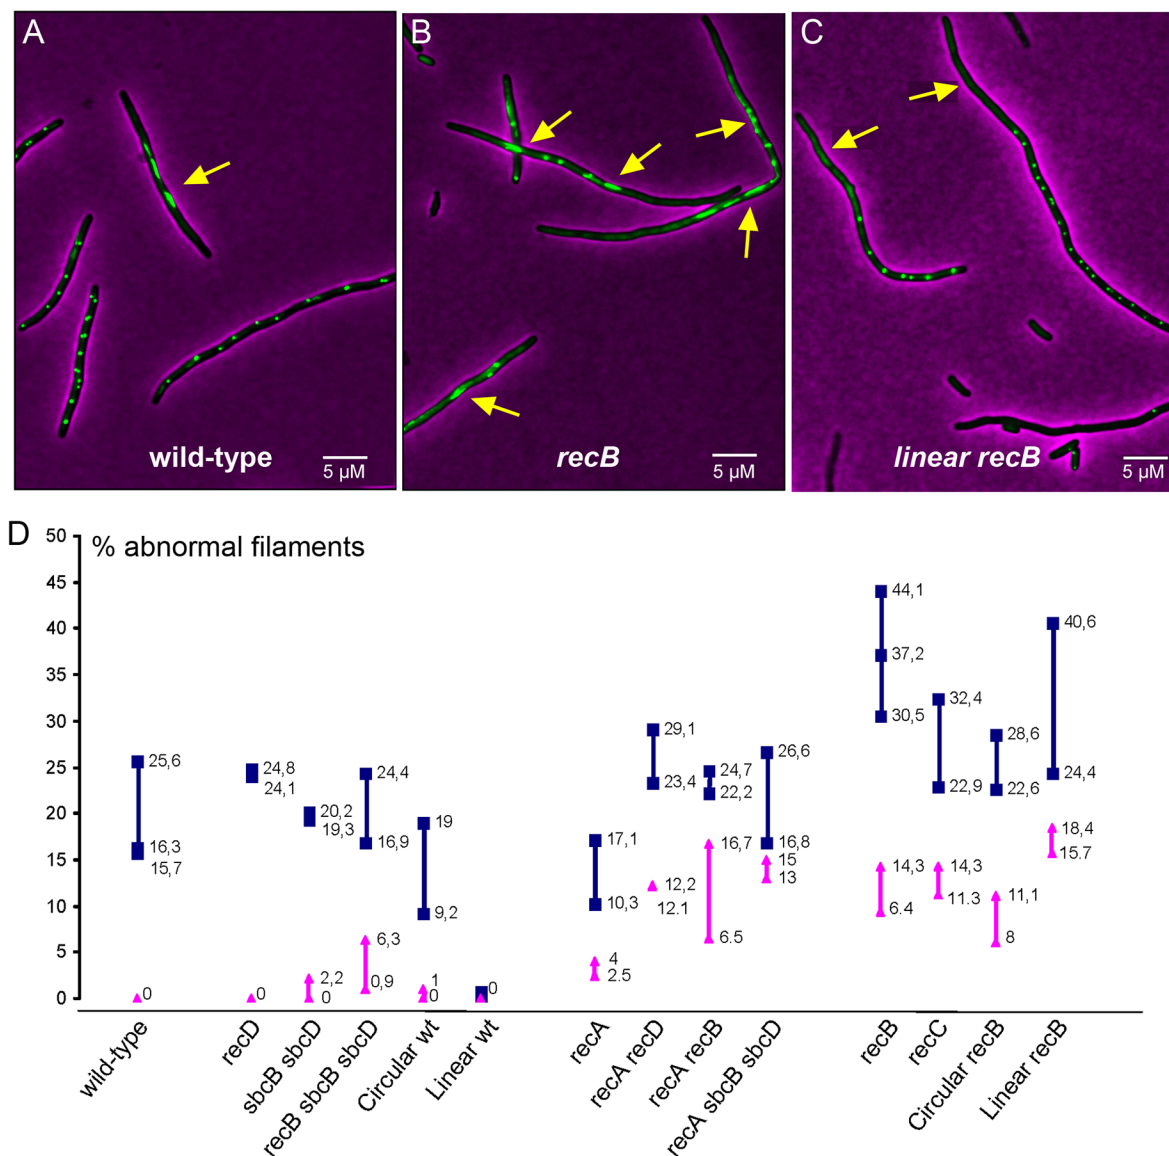 A
B
C
wild-type
5 µM
recB
5 µM
linear recB
5 µM
D
% abnormal filaments
50
45
40
35
30
25
20
15
10
5
0
25,6
16,3
15,7
0
24,8
24,1
0
20,2
19,3
2,2
0
24,4
16,9
6,3
0,9
19
9,2
1
0
0
17,1
10,3
4
2.5
29,1
23,4
12,2
12.1
24,7
22,2
16,7
6.5
26,6
16,8
15
13
44,1
37,2
30,5
14,3
6.4
32,4
22,9
14,3
11.3
28,6
22,6
11,1
8
40,6
24,4
18,4
15.7
wild-type
recD
sbcB sbcD
recB sbcB sbcD
Circular wt
Linear wt
recA
recA recD
recA recB
recA sbcB sbcD
recB
recC
Circular recB
Linear recB